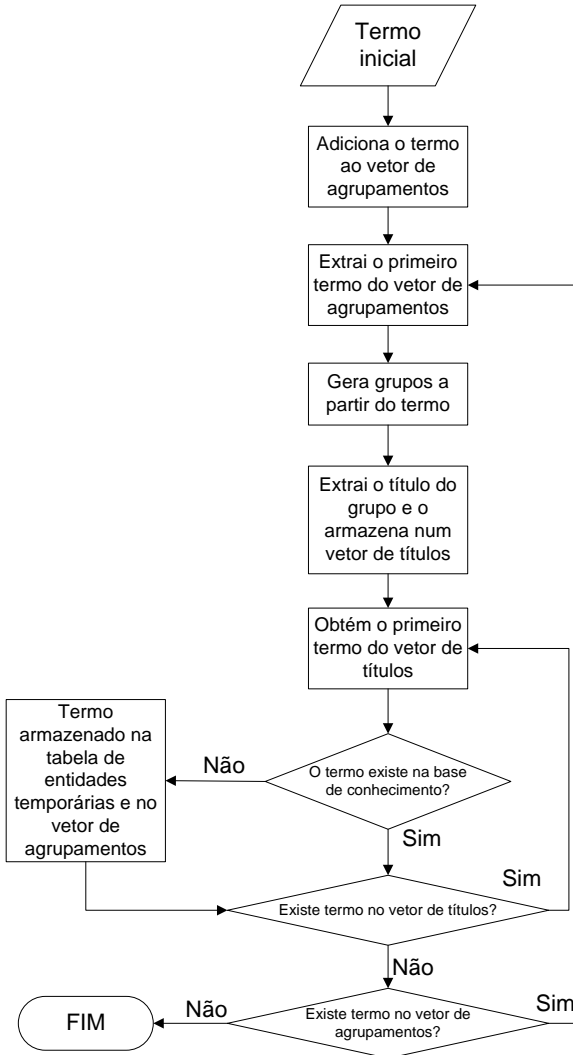 Termo
inicial
Adiciona o termo
ao vetor de
agrupamentos
Extrai o primeiro
termo do vetor de
agrupamentos
Gera grupos a
partir do termo
Extrai o título do
grupo e o
armazena num
vetor de títulos
Obtém o primeiro
termo do vetor de
títulos
Termo
armazenado na
tabela de
entidades
temporárias e no
vetor de
agrupamentos
Não
O termo existe na base
de conhecimento?
Sim
Sim
Existe termo no vetor de títulos?
Não
FIM
Não
Existe termo no vetor de
agrupamentos?
Sim